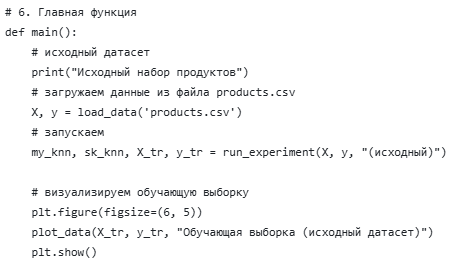 # 6. Главная функция
def main():
    # исходный датасет
    print("Исходный набор продуктов")
    # загружаем данные из файла products.csv
    X, y = load_data('products.csv')
    # запускаем
    my_knn, sk_knn, X_tr, y_tr = run_experiment(X, y, "(исходный)")

    # визуализируем обучающую выборку
    plt.figure(figsize=(6, 5))
    plot_data(X_tr, y_tr, "Обучающая выборка (исходный датасет)")
    plt.show()